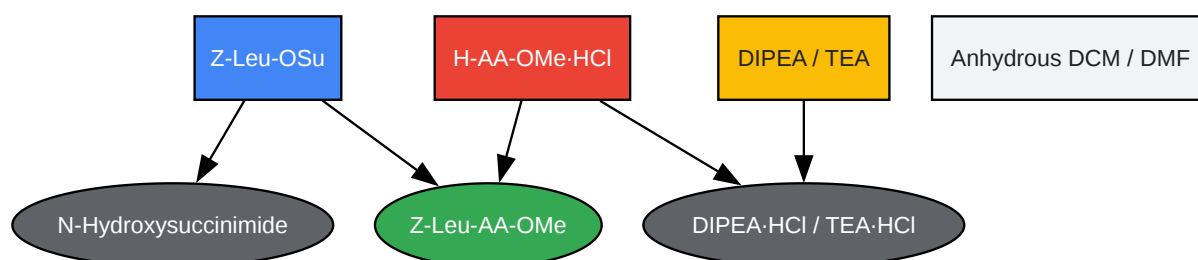 Z-Leu-OSu
H-AA-OMe·HCl
DIPEA / TEA
Anhydrous DCM / DMF
N-Hydroxysuccinimide
Z-Leu-AA-OMe
DIPEA·HCl / TEA·HCl